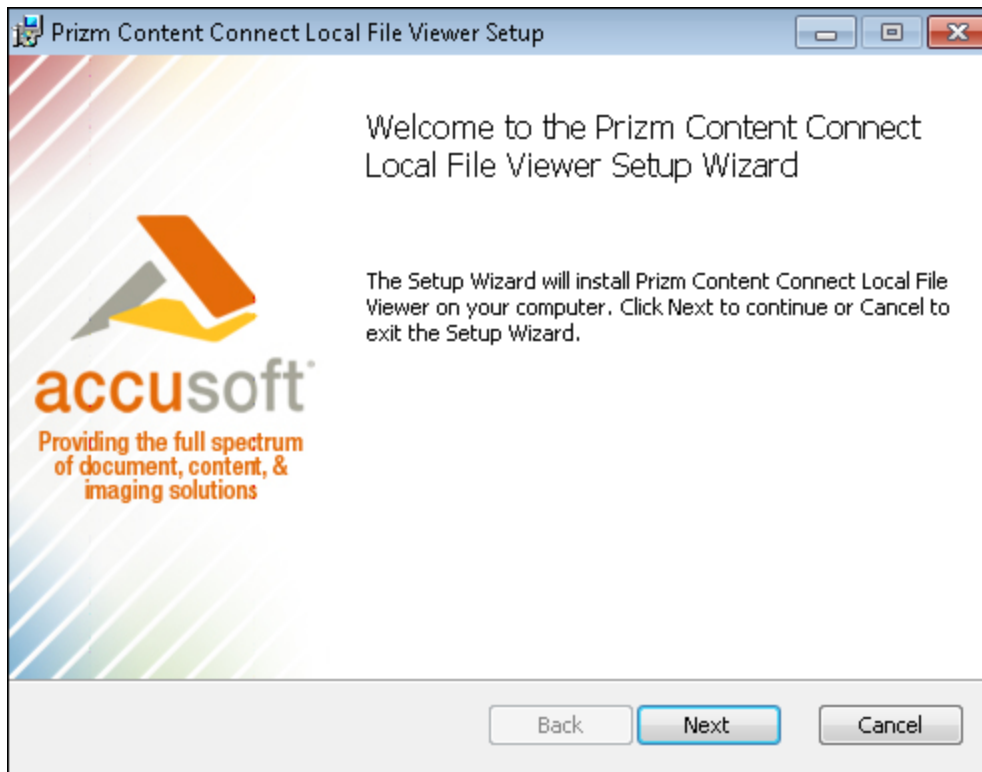 Prizm Content Connect Local File Viewer Setup
Welcome to the Prizm Content Connect
Local File Viewer Setup Wizard
The Setup Wizard will install Prizm Content Connect Local File
Viewer on your computer. Click Next to continue or Cancel to
exit the Setup Wizard.
accusoft
Providing the full spectrum
of document, content, &
imaging solutions
Back
Next
Cancel